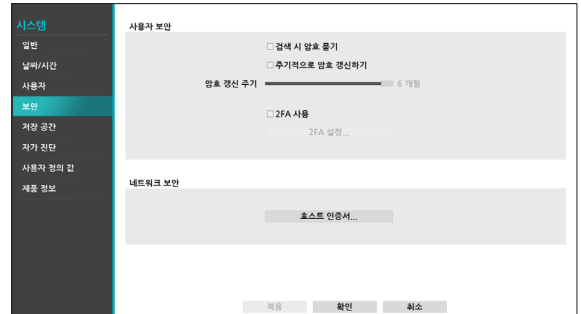 시스템
일반
날짜/시간
사용자
보안
저장 공간
자가 진단
사용자 정의 값
제품 정보
사용자 보안
검색 시 암호 묻기
주기적으로 암호 갱신하기
암호 갱신 주기 6 개월
2FA 사용
2FA 설정...
네트워크 보안
호스트 인증서...
적용 확인 취소